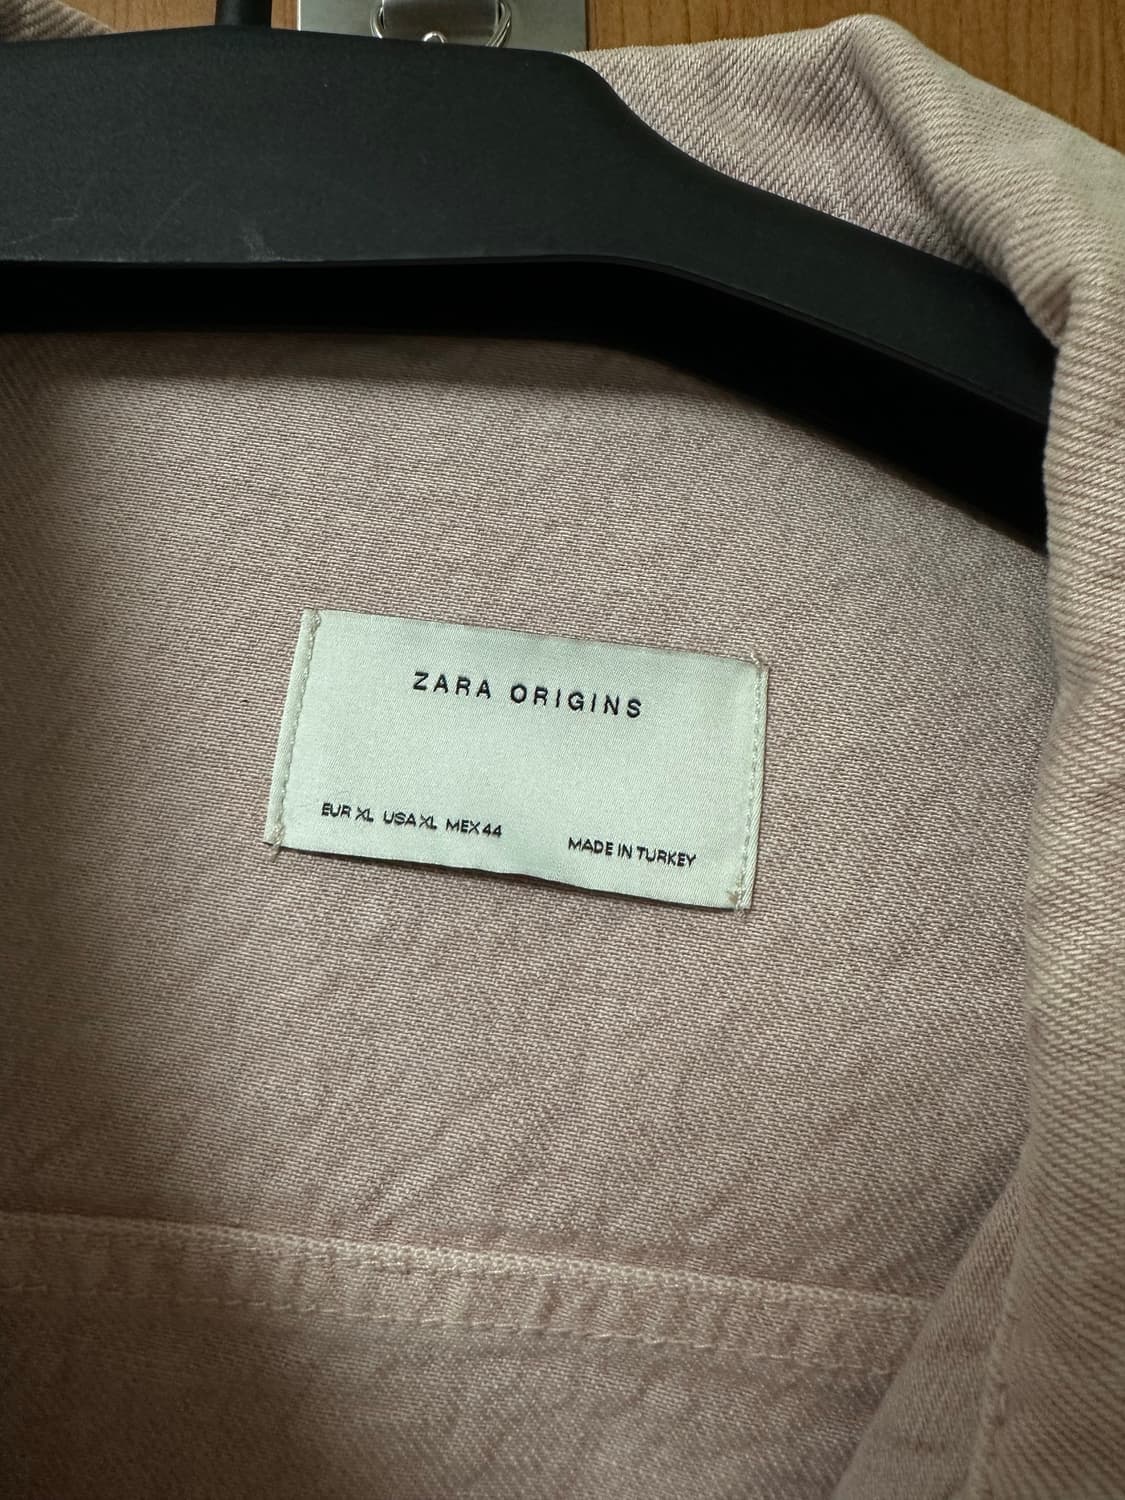 ZARA ORIGINS
EUR XL USA XL MEX 44
MADE IN TURKEY